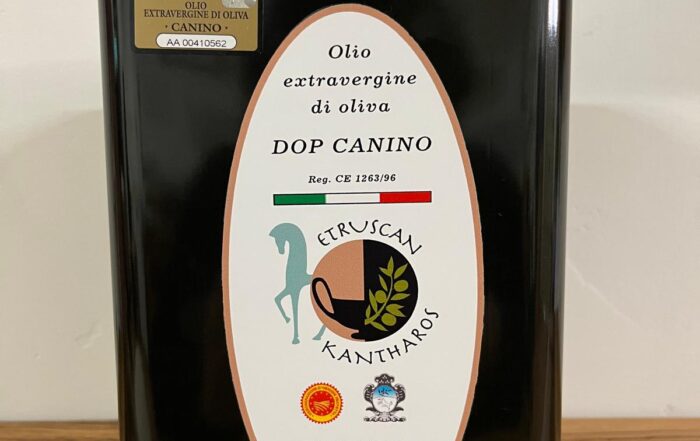 OLIO
EXTRAVERGINE DI OLIVA
• CANINO •
AA 00410562
Olio
extravergine
di oliva
DOP CANINO
Reg. CE 1263/96
ETRUSCAN
KANTHAROS